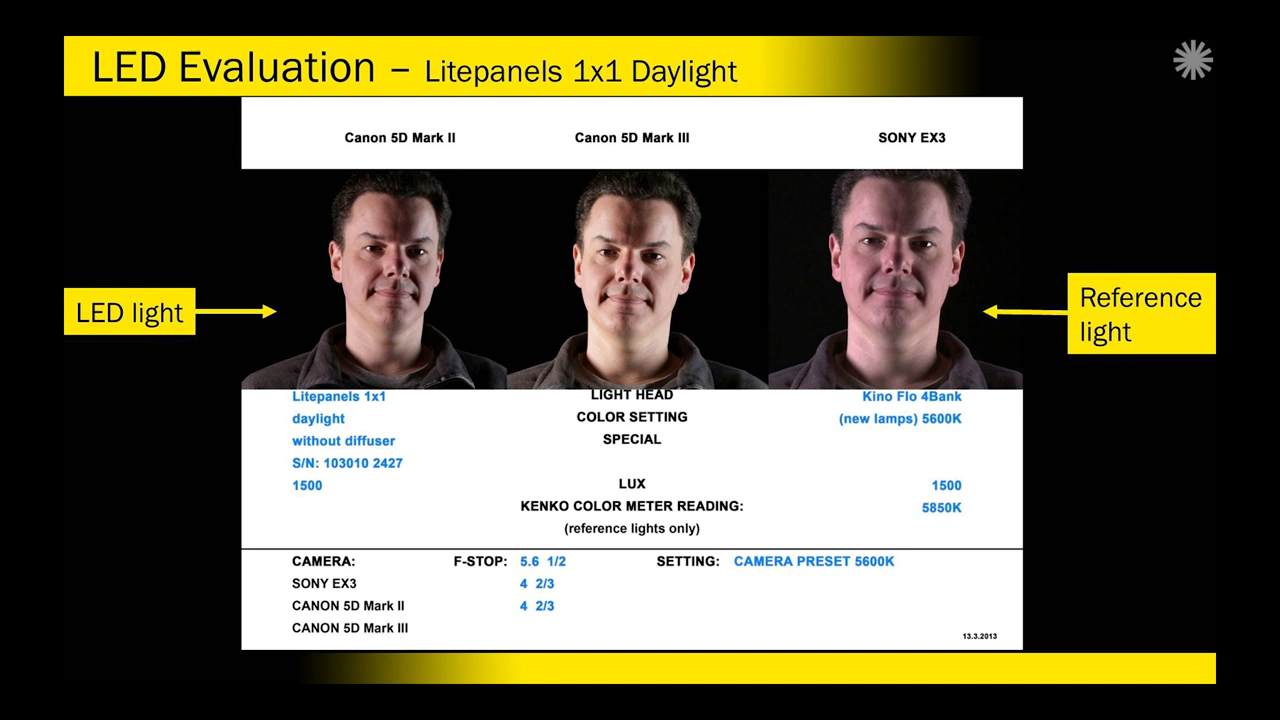 LED Evaluation – Litepanels 1x1 Daylight
Canon 5D Mark II Canon 5D Mark III SONY EX3
LED light
Reference
light
Litepanels 1x1 LIGHT HEAD Kino Flo 4Bank
daylight COLOR SETTING (new lamps) 5600K
without diffuser SPECIAL
S/N: 103010 2427
1500 LUX 1500
KENKO COLOR METER READING: 5850K
(reference lights only)
CAMERA: F-STOP: 5.6 1/2 SETTING: CAMERA PRESET 5600K
SONY EX3 4 2/3
CANON 5D Mark II 4 2/3
CANON 5D Mark III
13.3.2013